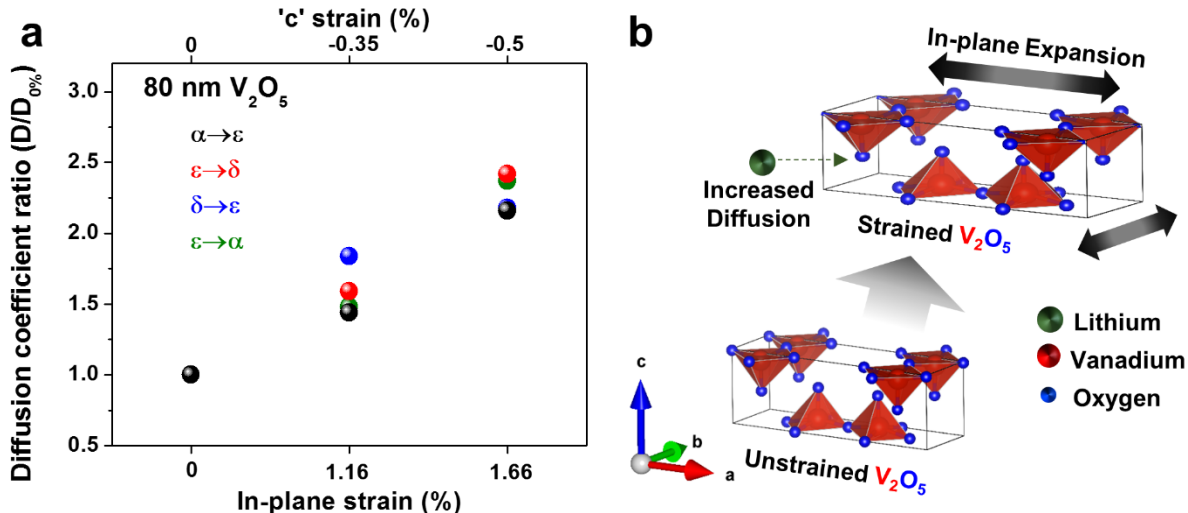 a
'c' strain (%)
0 -0.35 -0.5
Diffusion coefficient ratio (D/D₀%)
3.0
2.5
2.0
1.5
1.0
0.5
80 nm V₂O₅
α→ε
ε→δ
δ→ε
ε→α
0 1.16 1.66
In-plane strain (%)
b
In-plane Expansion
Increased
Diffusion
Strained V₂O₅
Lithium
Vanadium
Oxygen
c
b
a
Unstrained V₂O₅